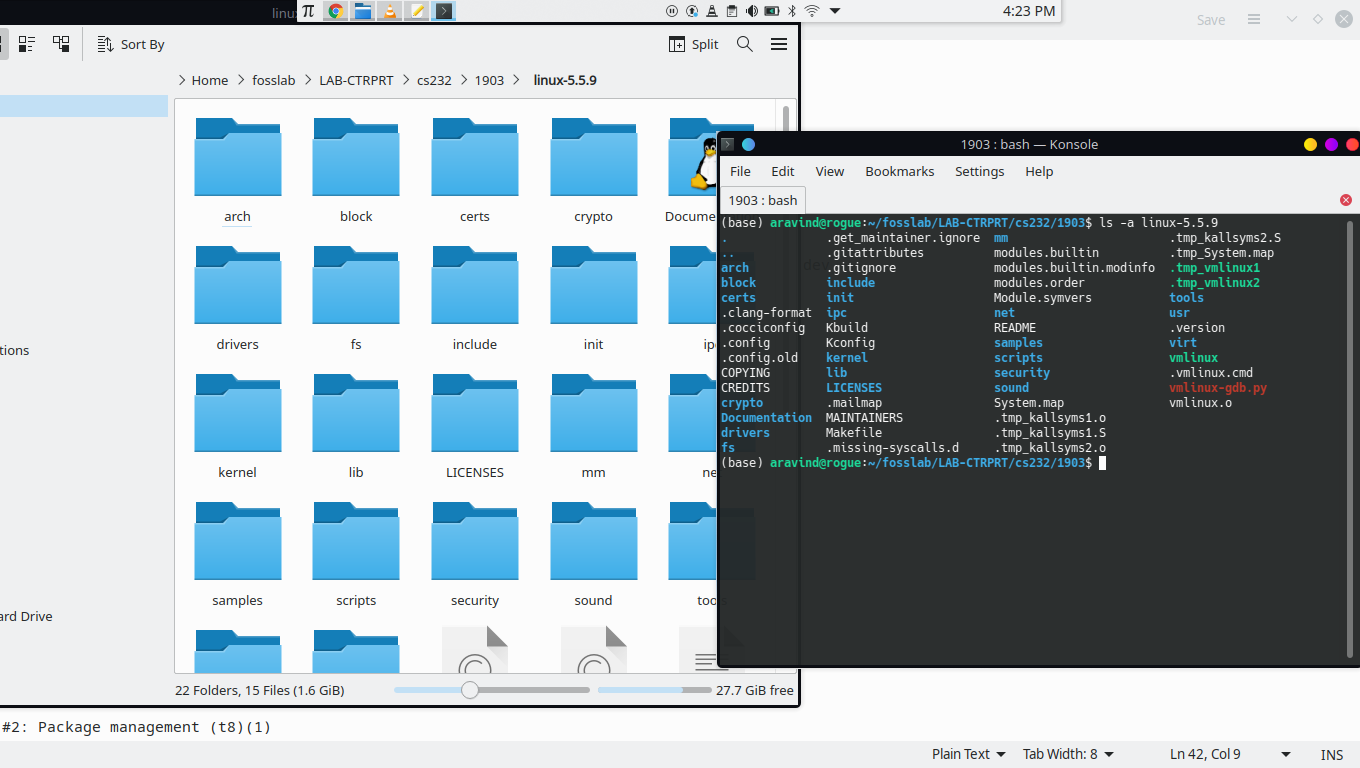 linu
4:23 PM
Save
Sort By
Split
Home fosslab LAB-CTRPRT cs232 1903 linux-5.5.9
arch block certs crypto Docume
drivers fs include init ip
kernel lib LICENSES mm ne
samples scripts security sound too
tions
ard Drive
22 Folders, 15 Files (1.6 GiB) 27.7 GiB free
1903 : bash — Konsole
File Edit View Bookmarks Settings Help
1903 : bash
(base) aravind@rogue:~/fosslab/LAB-CTRPRT/cs232/1903$ ls -a linux-5.5.9
. .get_maintainer.ignore mm .tmp_kallsyms2.S
.. .gitattributes modules.builtin .tmp_System.map
arch .gitignore modules.builtin.modinfo .tmp_vmlinux1
block include modules.order .tmp_vmlinux2
certs init Module.symvers tools
.clang-format ipc net usr
.cocciconfig Kbuild README .version
.config Kconfig samples virt
.config.old kernel scripts vmlinux
COPYING lib security .vmlinux.cmd
CREDITS LICENSES sound vmlinux-gdb.py
crypto .mailmap System.map vmlinux.o
Documentation MAINTAINERS .tmp_kallsyms1.o
drivers Makefile .tmp_kallsyms1.S
fs .missing-syscalls.d .tmp_kallsyms2.o
(base) aravind@rogue:~/fosslab/LAB-CTRPRT/cs232/1903$
#2: Package management (t8)(1)
Plain Text Tab Width: 8 Ln 42, Col 9 INS